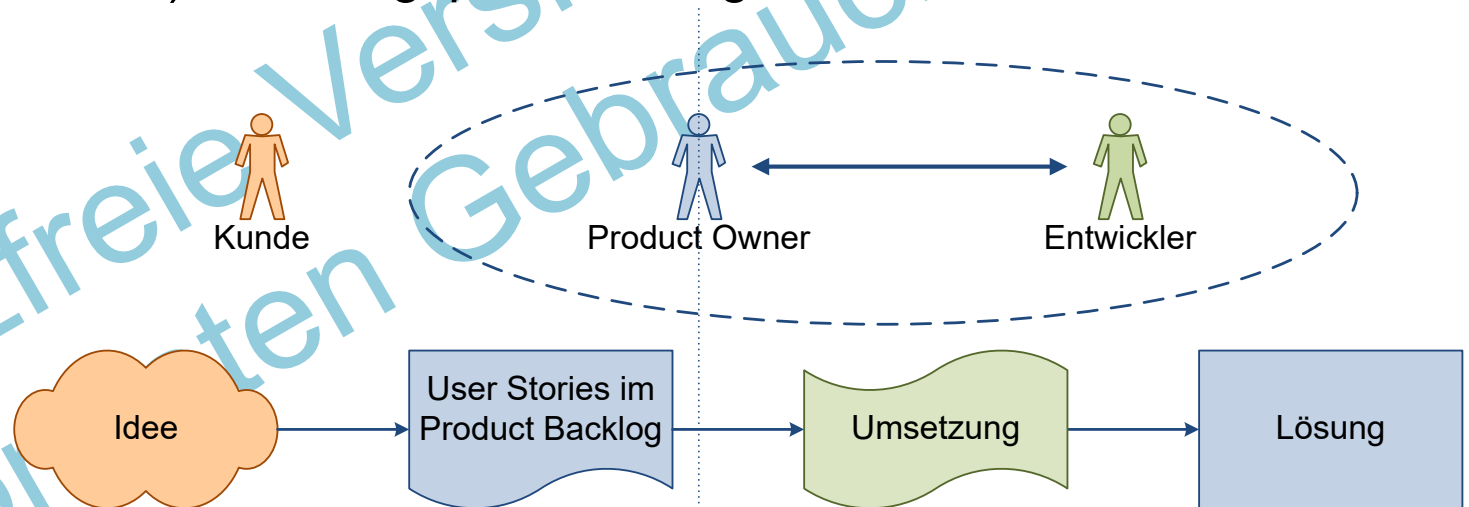 freie Vers
ten Gebrauc
Kunde
Product Owner
Entwickler
Idee
User Stories im
Product Backlog
Umsetzung
Lösung